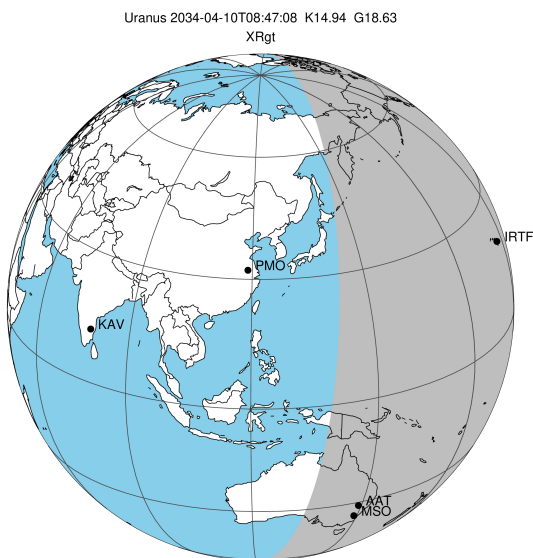 Uranus 2034-04-10T08:47:08 K14.94 G18.63
XRgt
IRTF
PMO
KAV
AAT
MSO